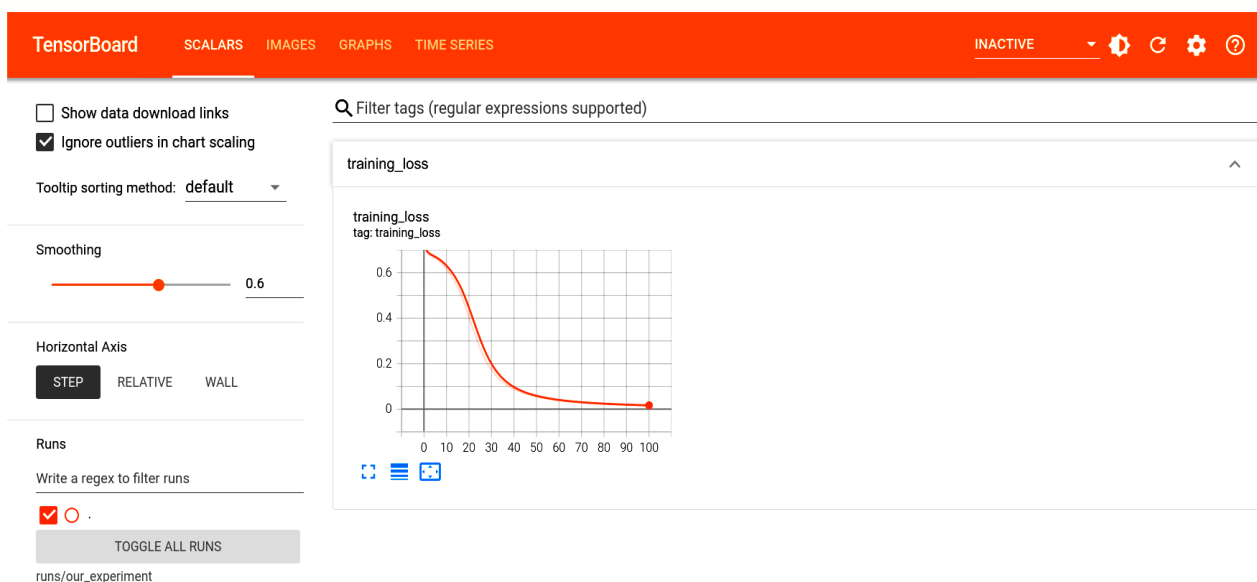 TensorBoard SCALARS IMAGES GRAPHS TIME SERIES INACTIVE
Show data download links
Ignore outliers in chart scaling
Tooltip sorting method: default
Smoothing
0.6
Horizontal Axis
STEP RELATIVE WALL
Runs
Write a regex to filter runs
.
TOGGLE ALL RUNS
runs/our_experiment
Filter tags (regular expressions supported)
training_loss
training_loss
tag: training_loss
0.6
0.4
0.2
0
0 10 20 30 40 50 60 70 80 90 100